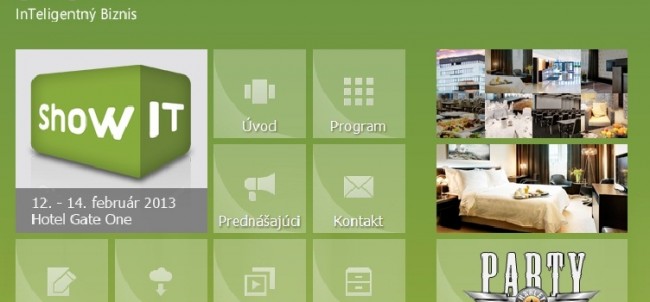 InTeligentný Biznis
ShoW IT
12. - 14. február 2013
Hotel Gate One
Úvod
Program
Prednášajúci
Kontakt
PARTY